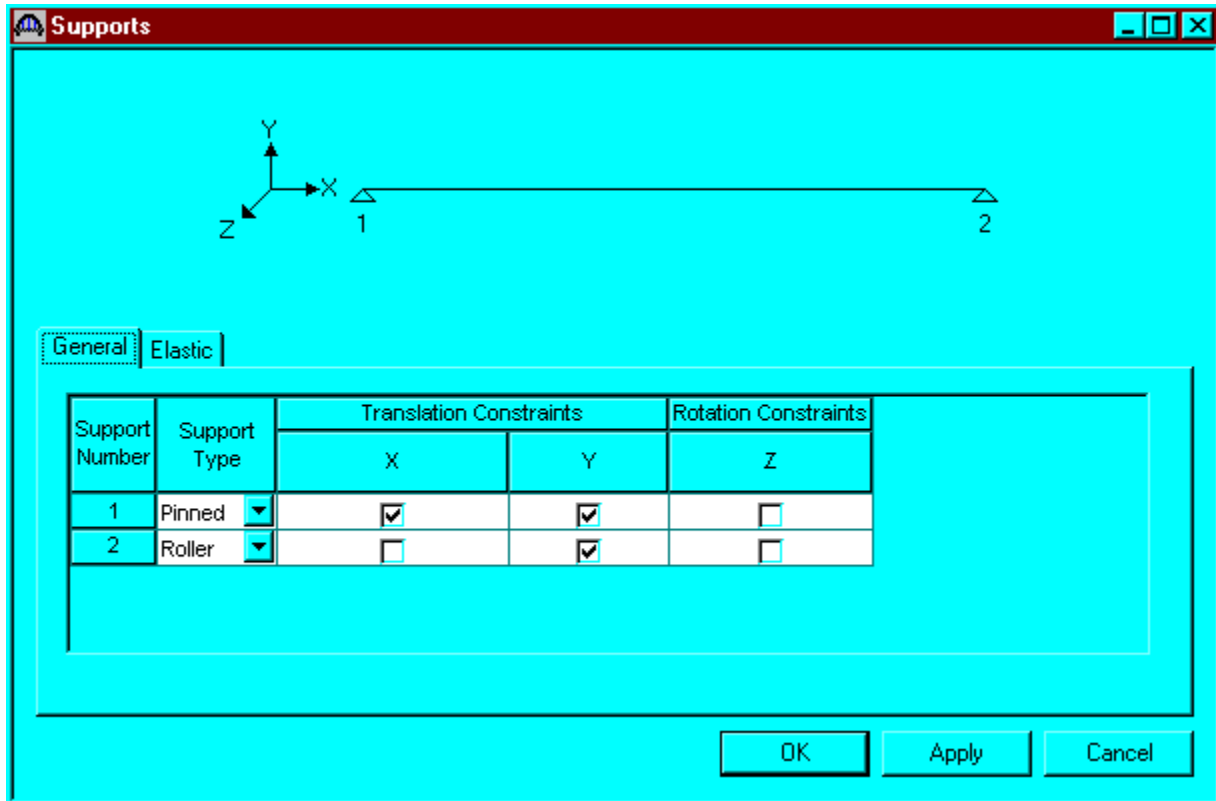 Supports
Y
X
Z
1
2
General Elastic
Support Number Support Type Translation Constraints Rotation Constraints
X Y Z
1 Pinned
2 Roller
OK Apply Cancel